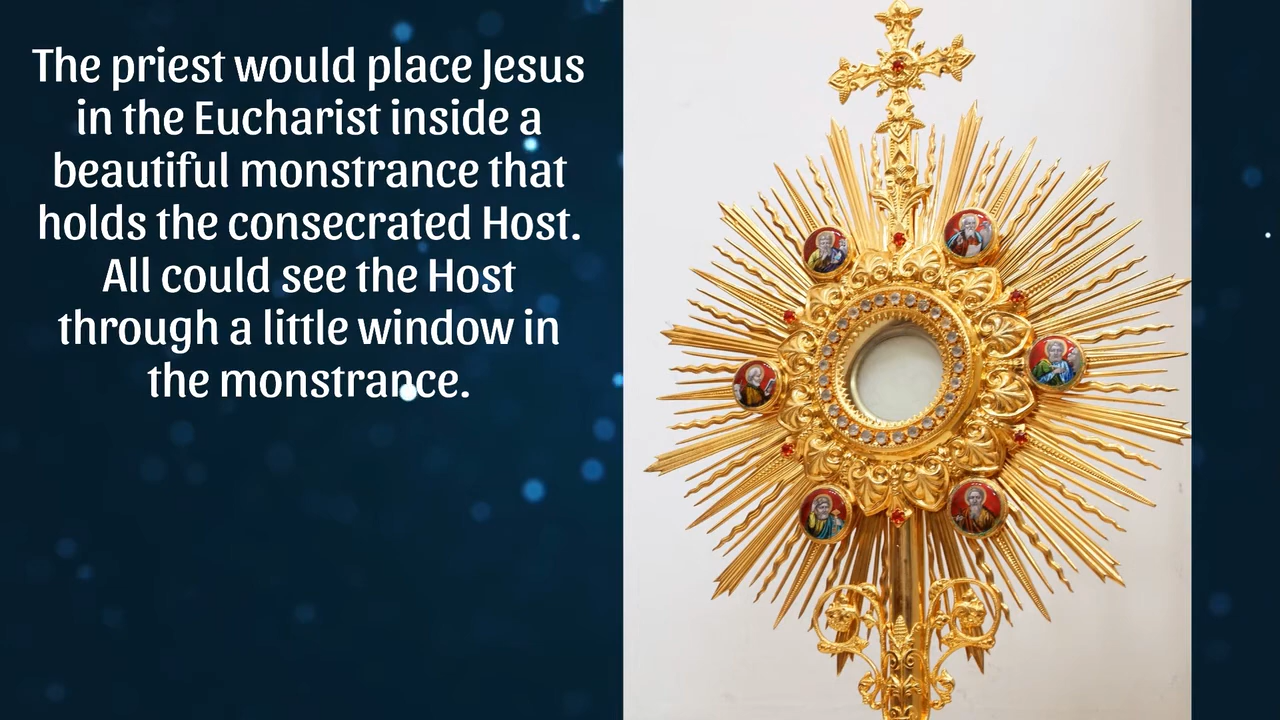 The priest would place Jesus
in the Eucharist inside a
beautiful monstrance that
holds the consecrated Host.
All could see the Host
through a little window in
the monstrance.